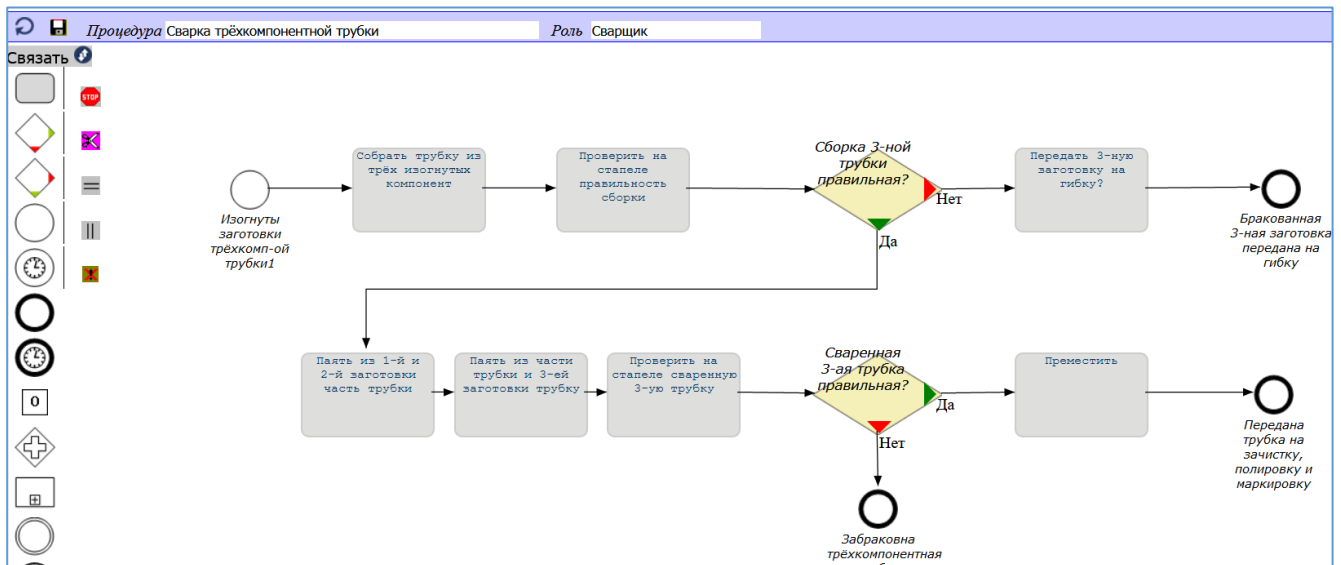 Процедура Сварка трёхкомпонентной трубки Роль Сварщик
Связать
STOP
Собрать трубку из
трёх изогнутых
компонент
Проверить на
стапеле
правильность
сборки
Сборка 3-ной
трубки
правильная?
Нет
Да
Передать 3-ную
заготовку на
гибку?
Изогнуты
заготовки
трёхкомп-ой
трубки1
Бракованная
3-ная заготовка
передана на
гибку
Паять из 1-й и
2-й заготовки
часть трубки
Паять из части
трубки и 3-ей
заготовки трубку
Проверить на
стапеле сваренную
3-ую трубку
Сваренная
3-ая трубка
правильная?
Да
Нет
Преместить
Передана
трубка на
зачистку,
полировку и
маркировку
O
Забраковна
трёхкомпонентная